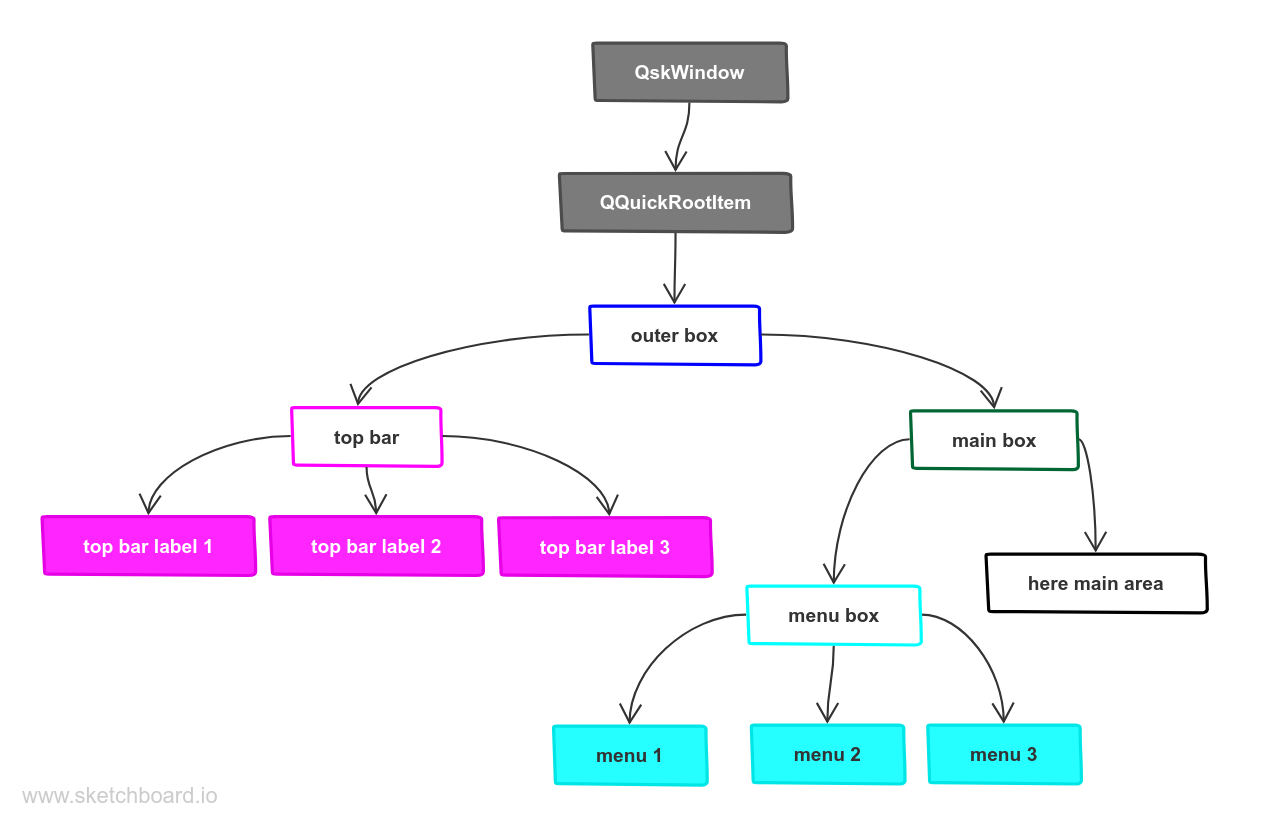 QskWindow
QQuickRootItem
outer box
top bar
main box
top bar label 1
top bar label 2
top bar label 3
here main area
menu box
menu 1
menu 2
menu 3
www.sketchboard.io